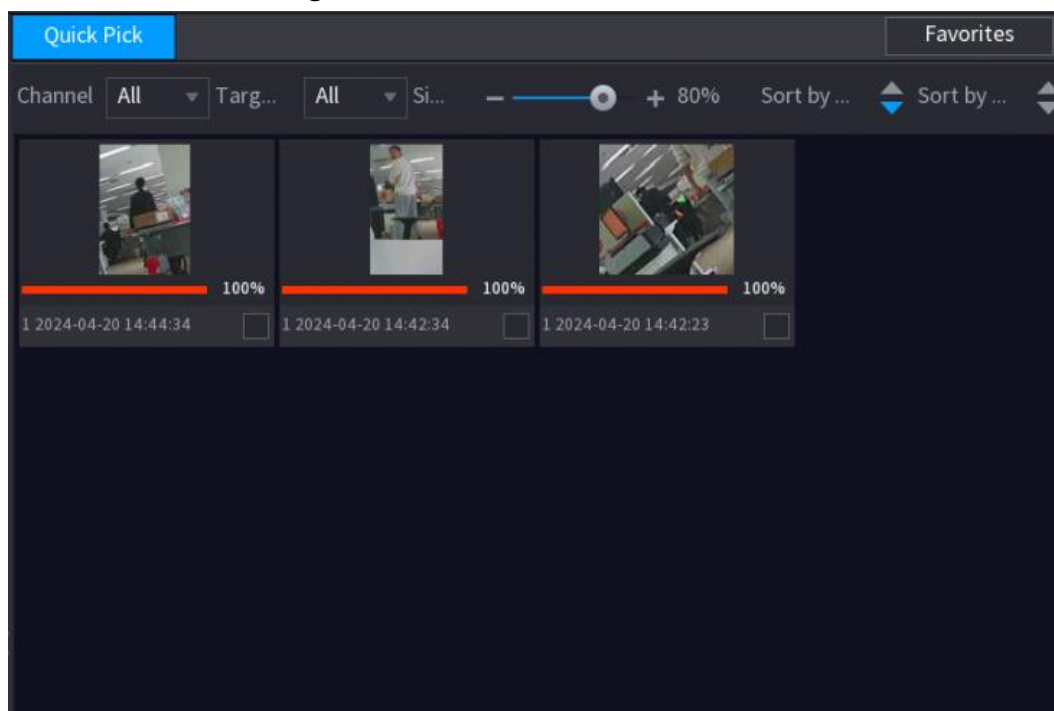 Quick Pick
Favorites
Channel All Targ... All Si... 80% Sort by ... Sort by ...
100% 100% 100%
1 2024-04-20 14:44:34 1 2024-04-20 14:42:34 1 2024-04-20 14:42:23